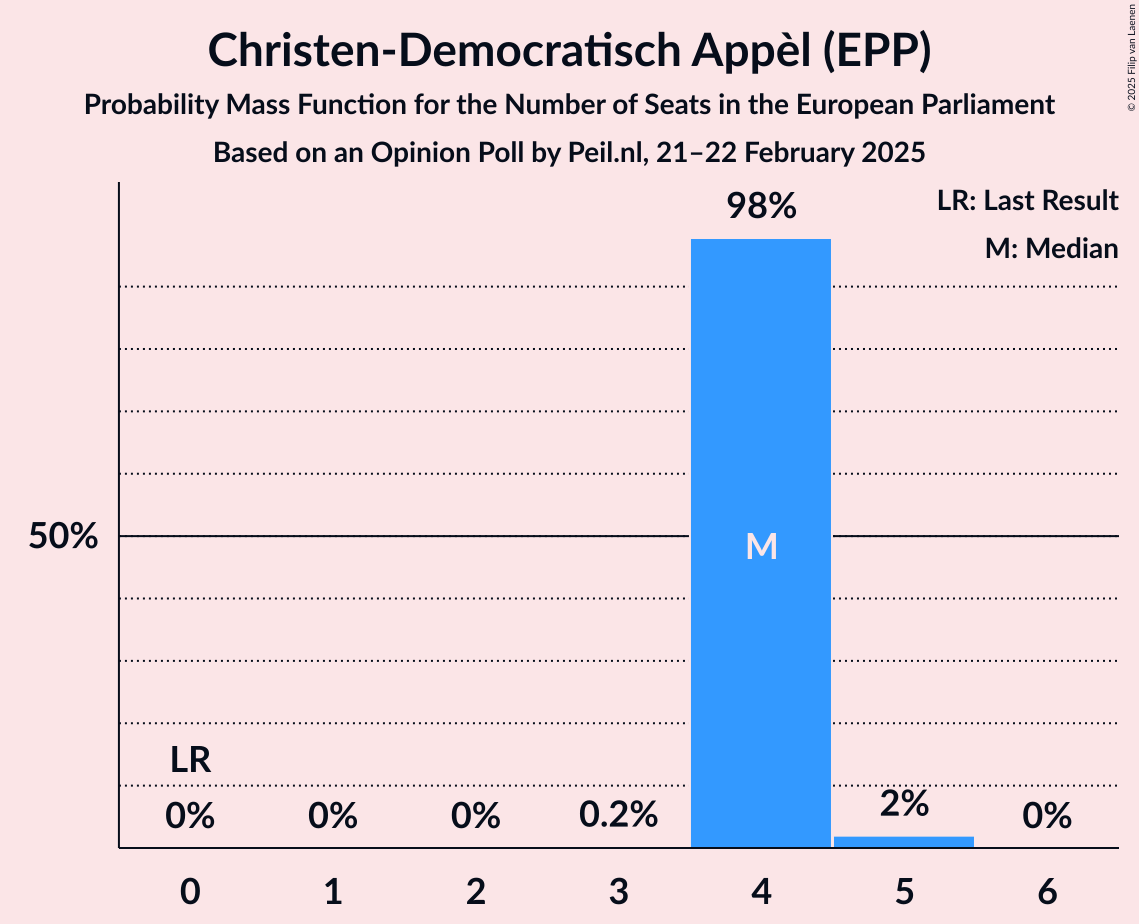 Christen-Democratisch Appèl (EPP)
Probability Mass Function for the Number of Seats in the European Parliament
Based on an Opinion Poll by Peil.nl, 21–22 February 2025
© 2025 Filip van Laenen
LR: Last Result
M: Median
98%
50%
M
LR
0%
0%
0%
0.2%
2%
0%
0
1
2
3
4
5
6